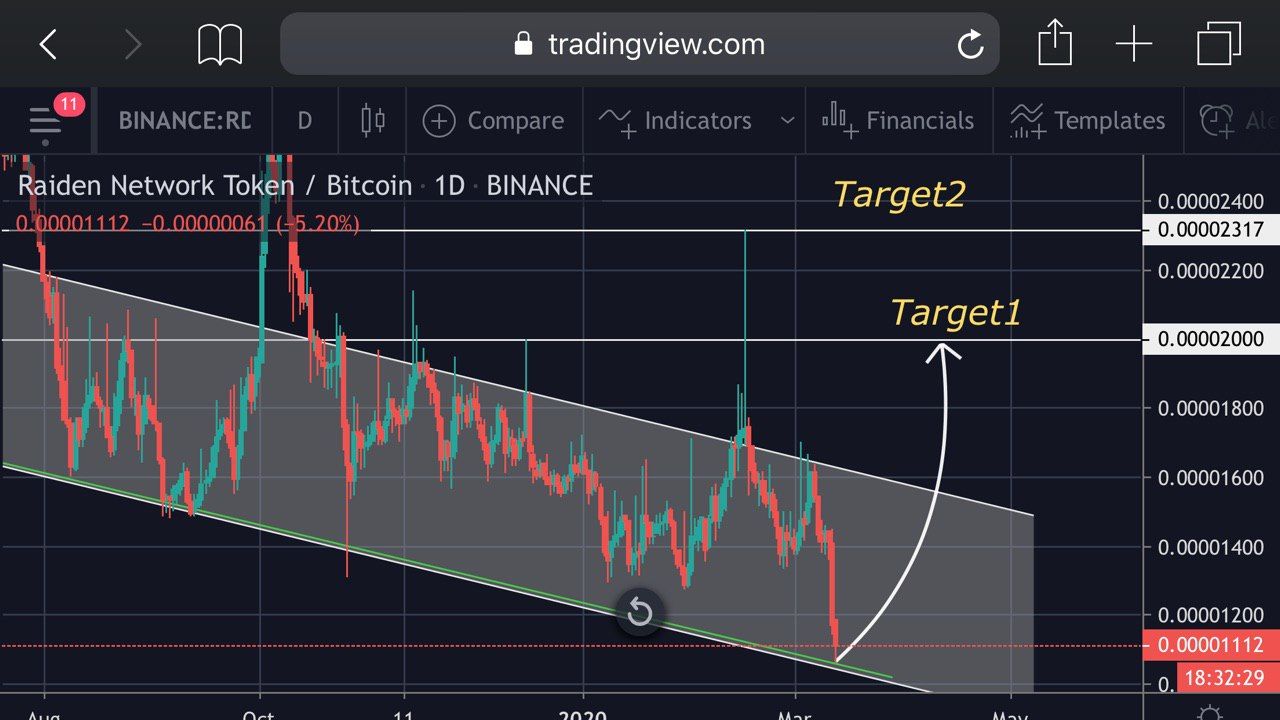 tradingview.com
11
BINANCE:RD
D
Compare
Indicators
Financials
Templates
Ale
Raiden Network Token / Bitcoin · 1D · BINANCE
0.00001112 −0.00000061 (−5.20%)
Target2
Target1
0.00002400
0.00002317
0.00002200
0.00002000
0.00001800
0.00001600
0.00001400
0.00001200
0.00001112
0.
18:32:29
Aug
Oct
11
2020
Mar
May